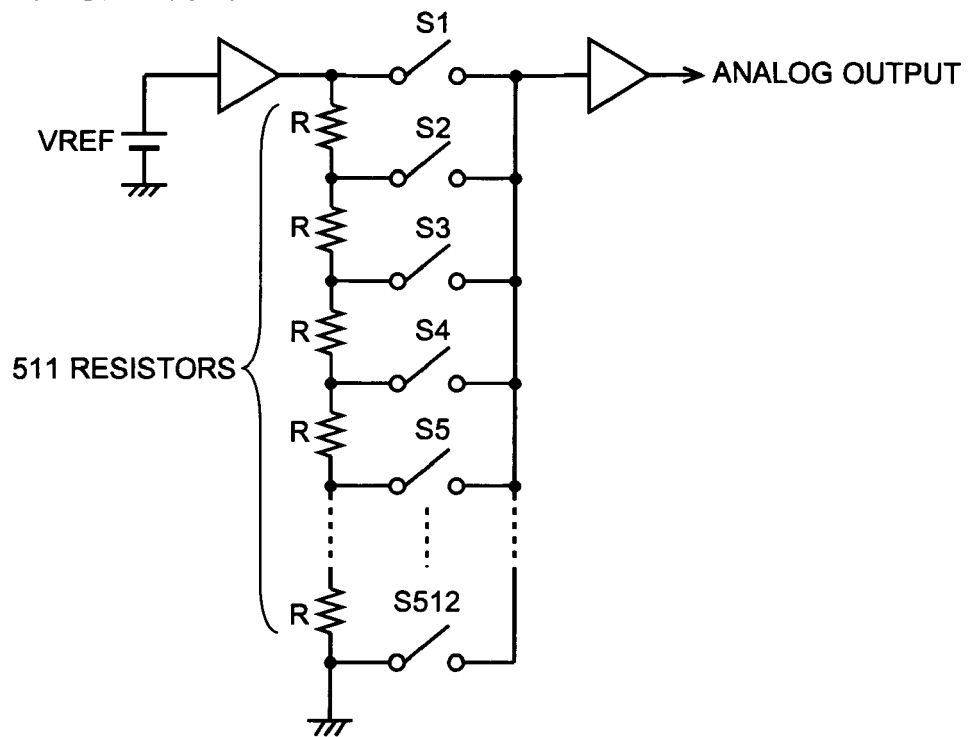 S1
ANALOG OUTPUT
VREF
R
S2
R
S3
R
S4
511 RESISTORS
R
S5
R
S512